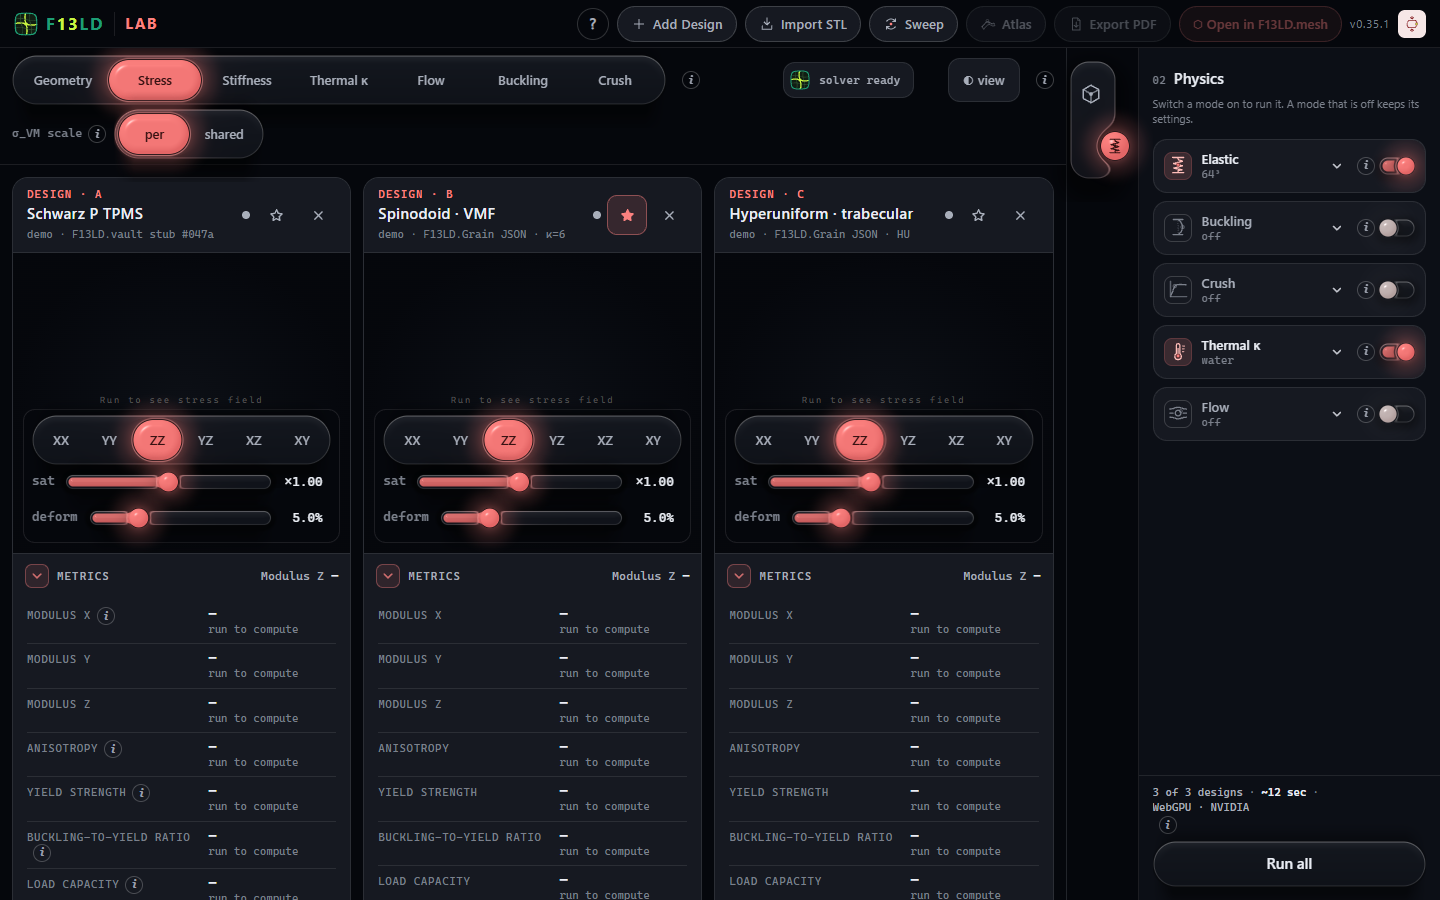 F13LD LAB
? Add Design Import STL Sweep Atlas Export PDF Open in F13LD.mesh v0.35.1
Geometry Stress Stiffness Thermal κ Flow Buckling Crush i solver ready view i
σ_VM scale i per shared
DESIGN · A
Schwarz P TPMS
demo · F13LD.vault stub #047a
Run to see stress field
XX YY ZZ YZ XZ XY
sat ×1.00
deform 5.0%
METRICS Modulus Z —
MODULUS X i —
run to compute
MODULUS Y —
run to compute
MODULUS Z —
run to compute
ANISOTROPY i —
run to compute
YIELD STRENGTH i —
run to compute
BUCKLING-TO-YIELD RATIO i —
run to compute
LOAD CAPACITY i —
run to compute
DESIGN · B
Spinodoid · VMF
demo · F13LD.Grain JSON · κ=6
Run to see stress field
XX YY ZZ YZ XZ XY
sat ×1.00
deform 5.0%
METRICS Modulus Z —
MODULUS X —
run to compute
MODULUS Y —
run to compute
MODULUS Z —
run to compute
ANISOTROPY —
run to compute
YIELD STRENGTH —
run to compute
BUCKLING-TO-YIELD RATIO —
run to compute
LOAD CAPACITY —
run to compute
DESIGN · C
Hyperuniform · trabecular
demo · F13LD.Grain JSON · HU
Run to see stress field
XX YY ZZ YZ XZ XY
sat ×1.00
deform 5.0%
METRICS Modulus Z —
MODULUS X —
run to compute
MODULUS Y —
run to compute
MODULUS Z —
run to compute
ANISOTROPY —
run to compute
YIELD STRENGTH —
run to compute
BUCKLING-TO-YIELD RATIO —
run to compute
LOAD CAPACITY —
run to compute
02 Physics
Switch a mode on to run it. A mode that is off keeps its
settings.
Elastic i
64³
Buckling i
off
Crush i
off
Thermal κ i
water
Flow i
off
3 of 3 designs · ~12 sec ·
WebGPU · NVIDIA
i
Run all